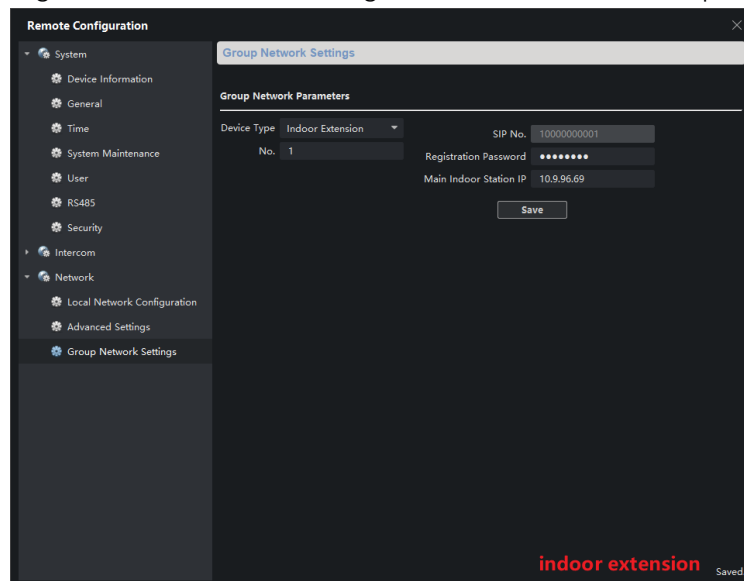 Remote Configuration
System
Device Information
General
Time
System Maintenance
User
RS485
Security
Intercom
Network
Local Network Configuration
Advanced Settings
Group Network Settings
Group Network Settings
Group Network Parameters
Device Type Indoor Extension
No. 1
SIP No. 10000000001
Registration Password ••••••••
Main Indoor Station IP 10.9.96.69
Save
indoor extension
Saved